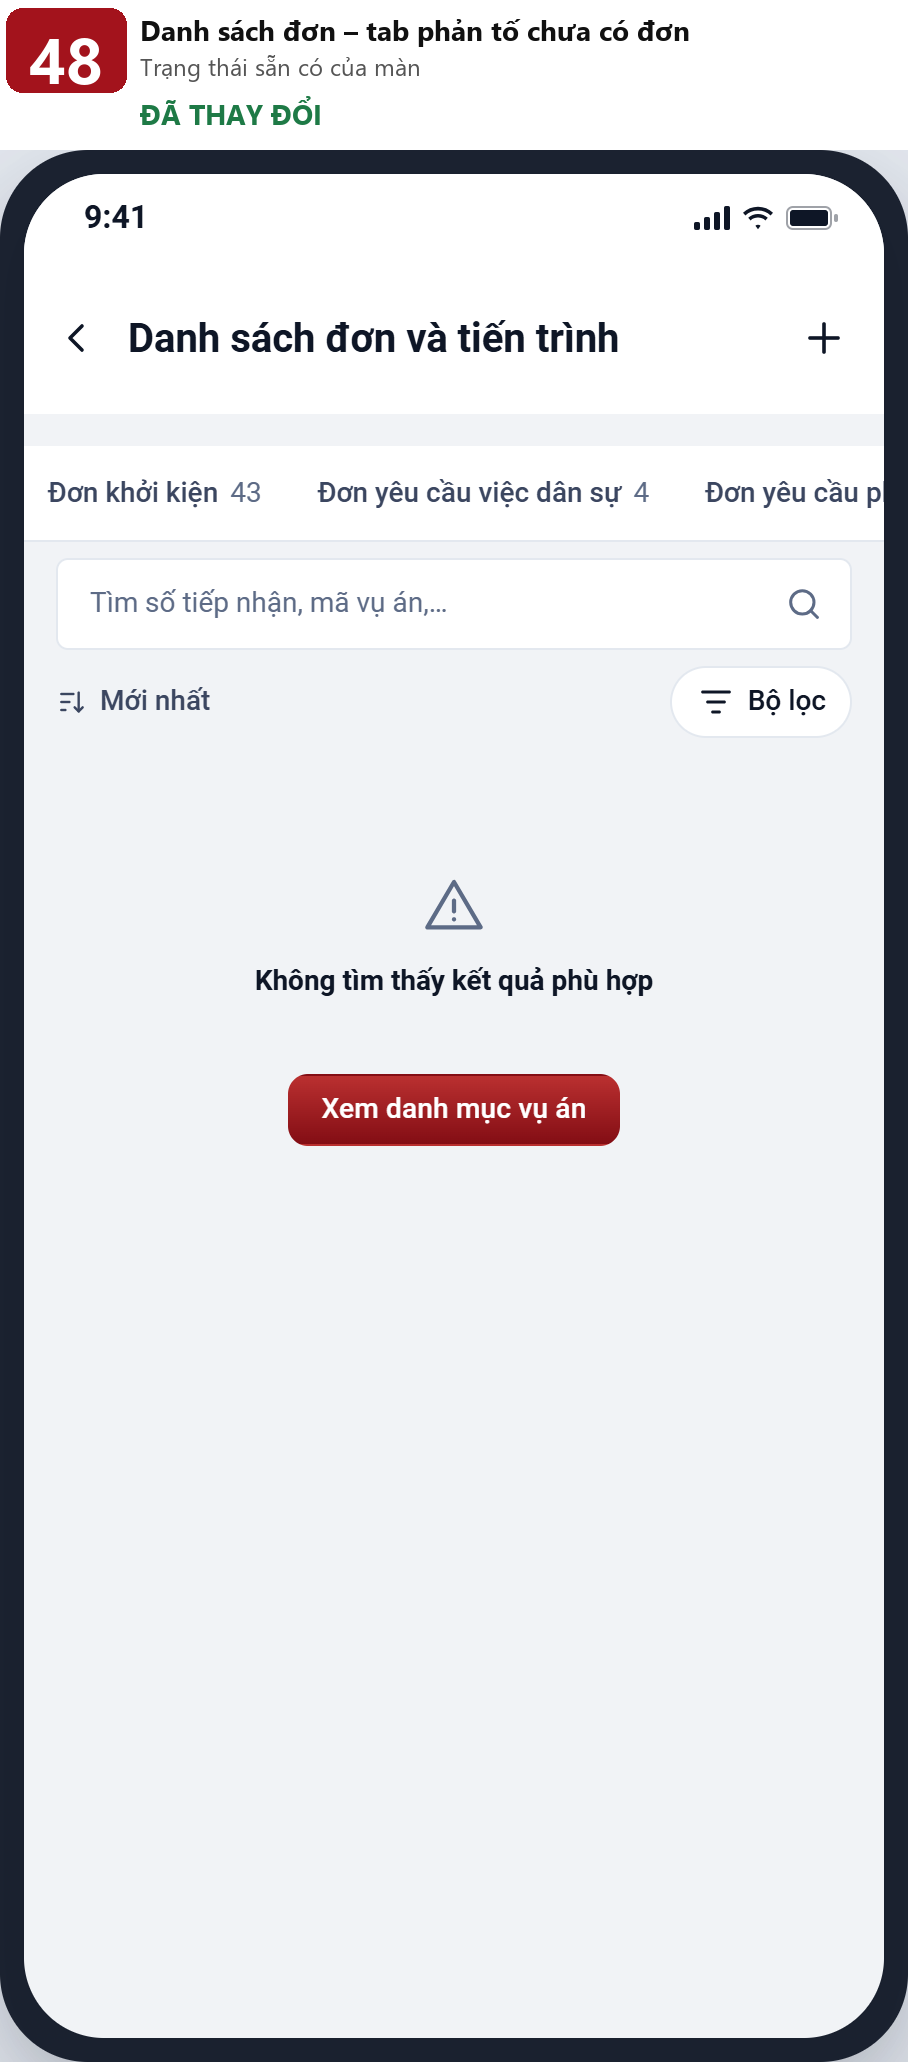 48
Danh sách đơn – tab phản tố chưa có đơn
Trạng thái sẵn có của màn
ĐÃ THAY ĐỔI
9:41
Danh sách đơn và tiến trình
Đơn khởi kiện 43 Đơn yêu cầu việc dân sự 4 Đơn yêu cầu
Tìm số tiếp nhận, mã vụ án,...
Mới nhất
Bộ lọc
Không tìm thấy kết quả phù hợp
Xem danh mục vụ án